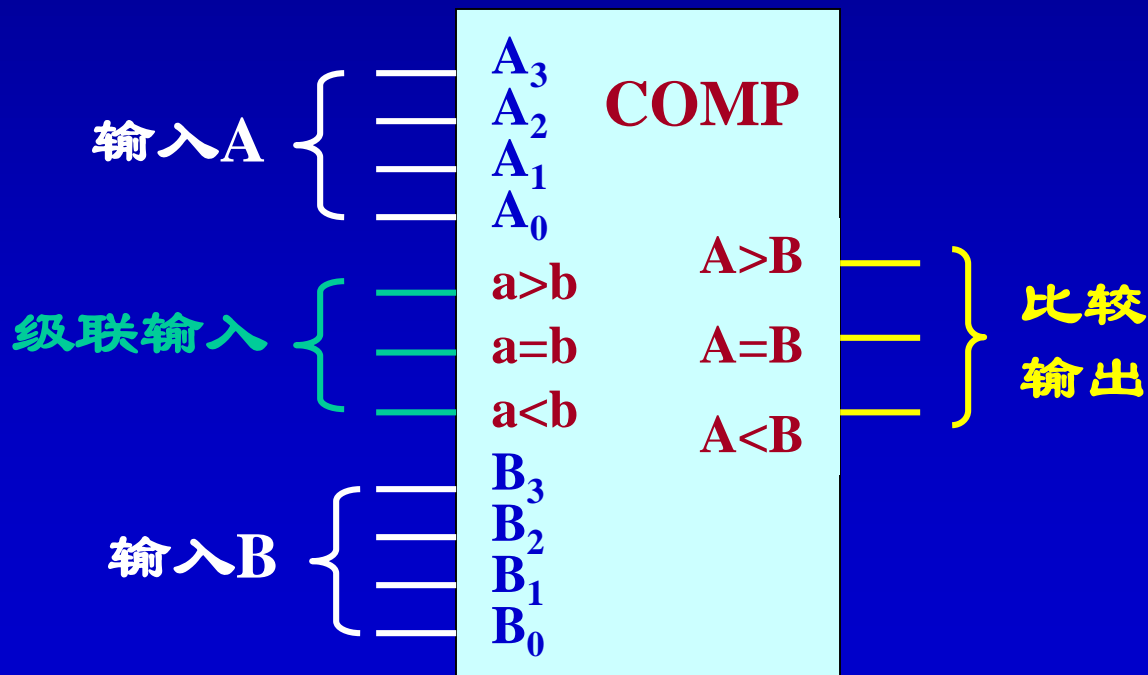 输入A
级联输入
输入B
A₃
A₂
A₁
A₀
a>b
a=b
a<b
B₃
B₂
B₁
B₀
COMP
A>B
A=B
A<B
比较
输出